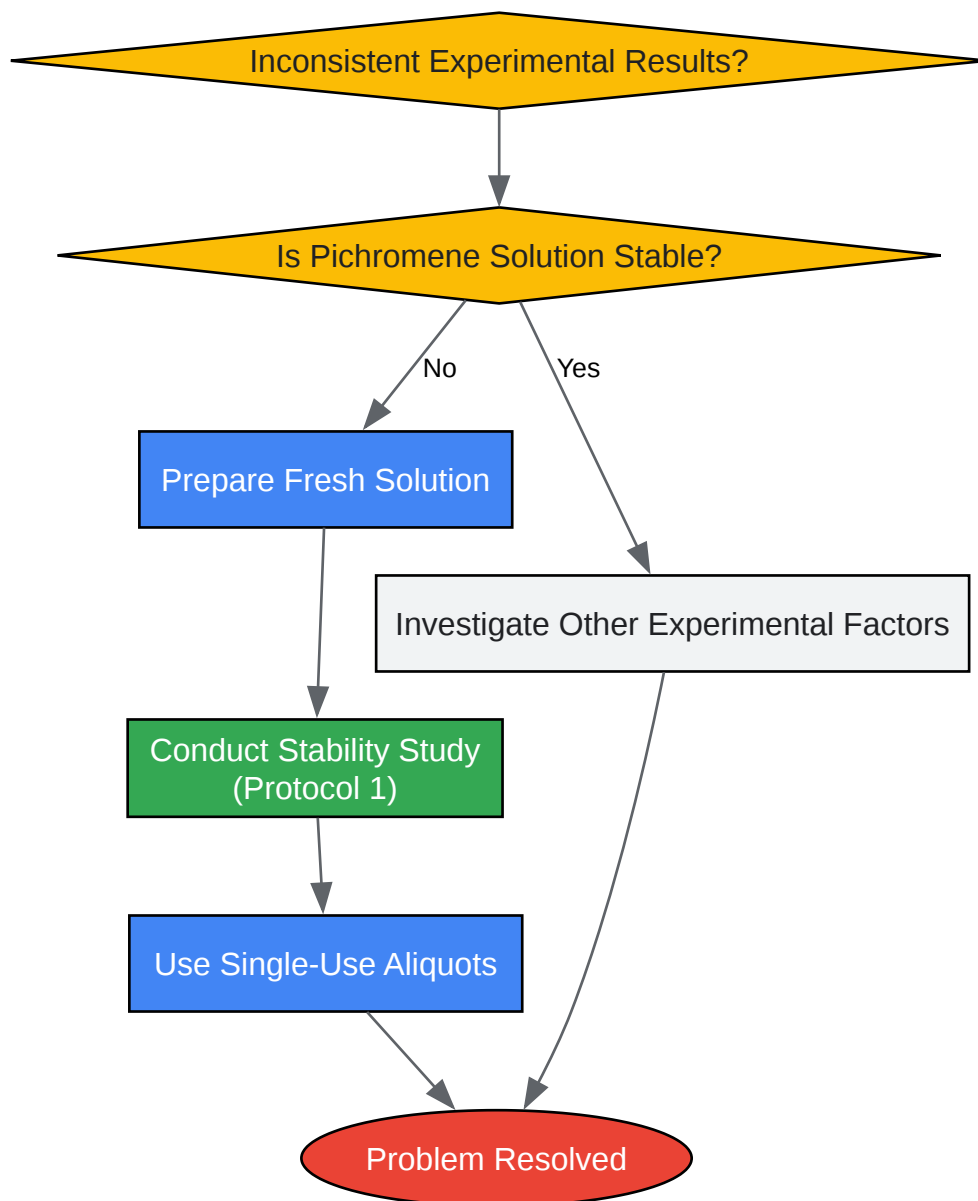 Inconsistent Experimental Results?
Is Pichromene Solution Stable?
No
Yes
Prepare Fresh Solution
Investigate Other Experimental Factors
Conduct Stability Study
(Protocol 1)
Use Single-Use Aliquots
Problem Resolved